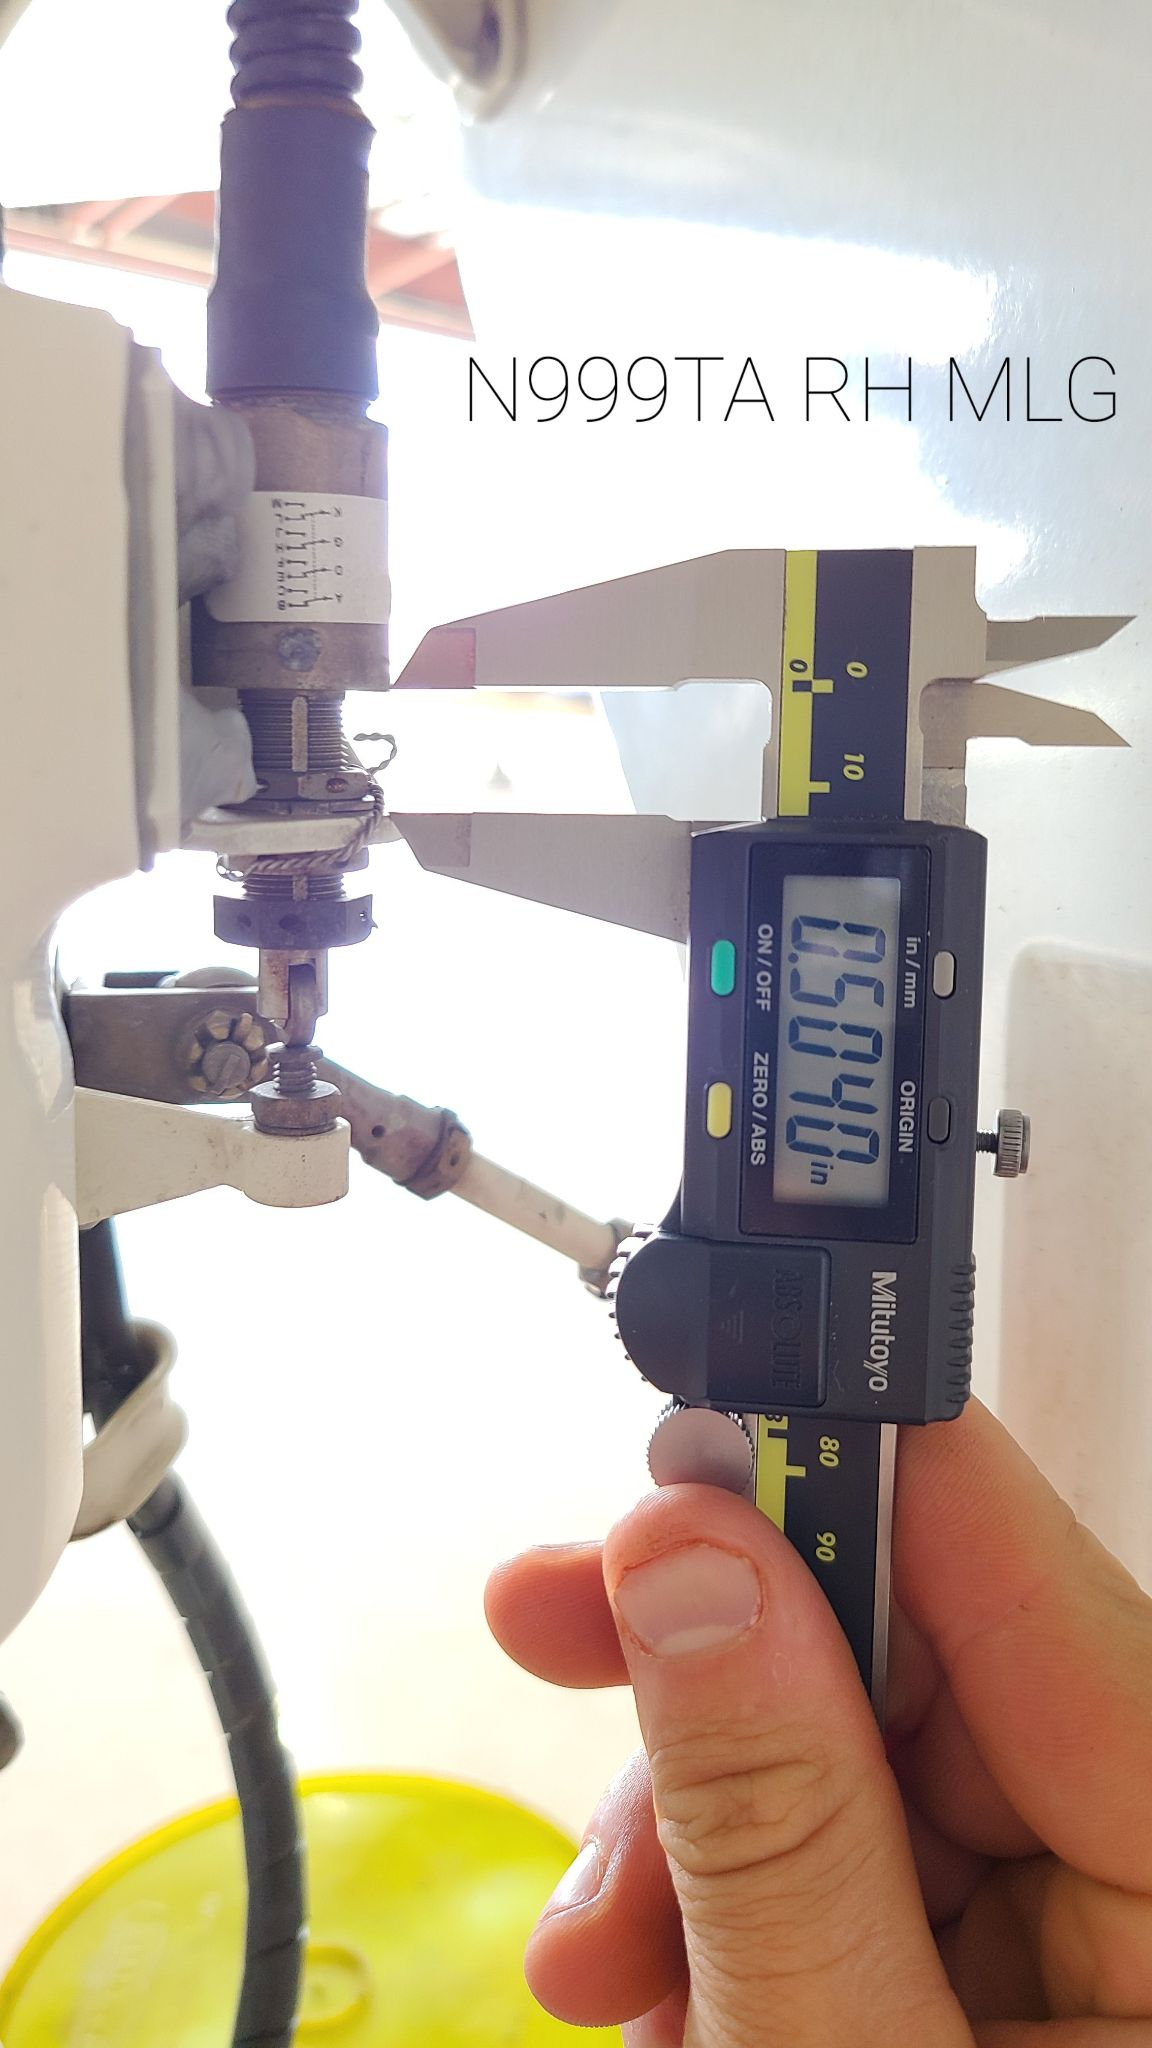 N999TA RH MLG
0
0
10
in/mm
ORIGIN
0.5040 in
ON/OFF
ZERO/ABS
Mitutoyo
ABSOLUTE
80
90